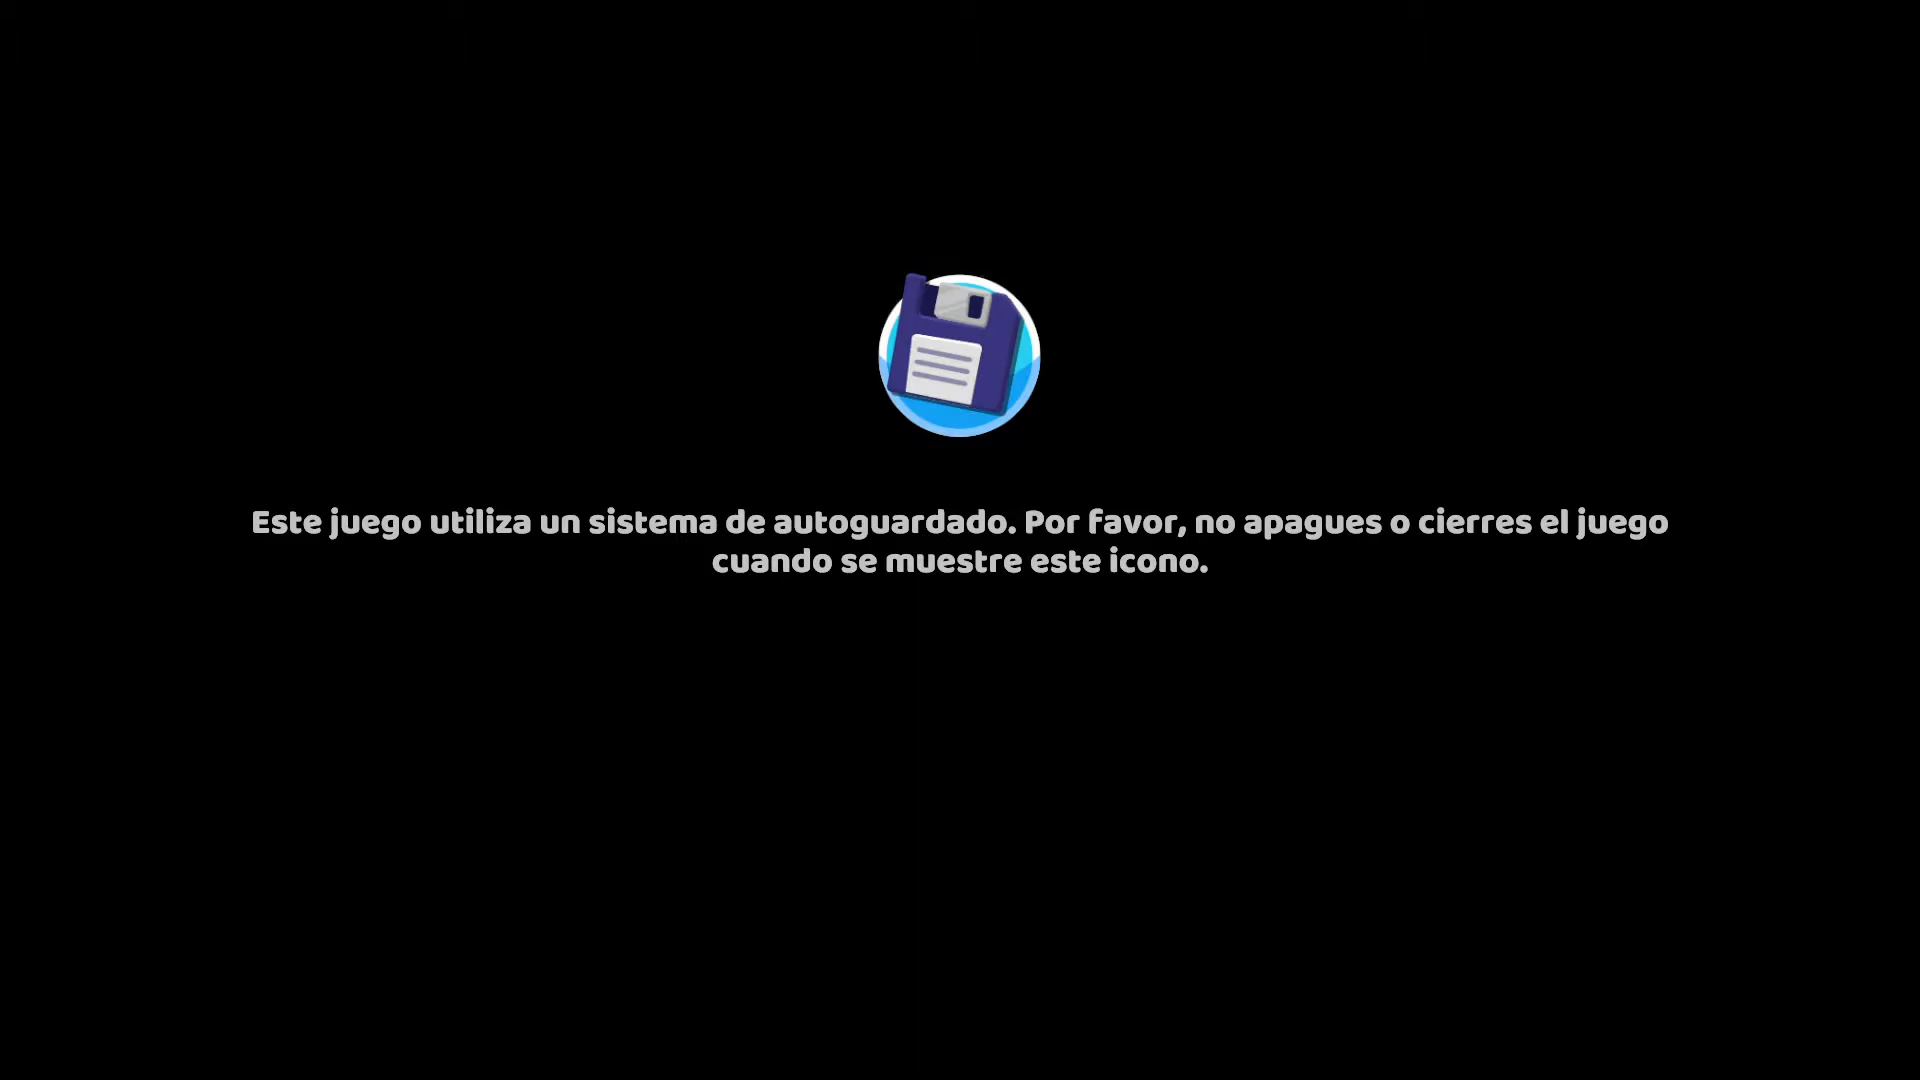 Este juego utiliza un sistema de autoguardado. Por favor, no apagues o cierres el juego
cuando se muestre este icono.